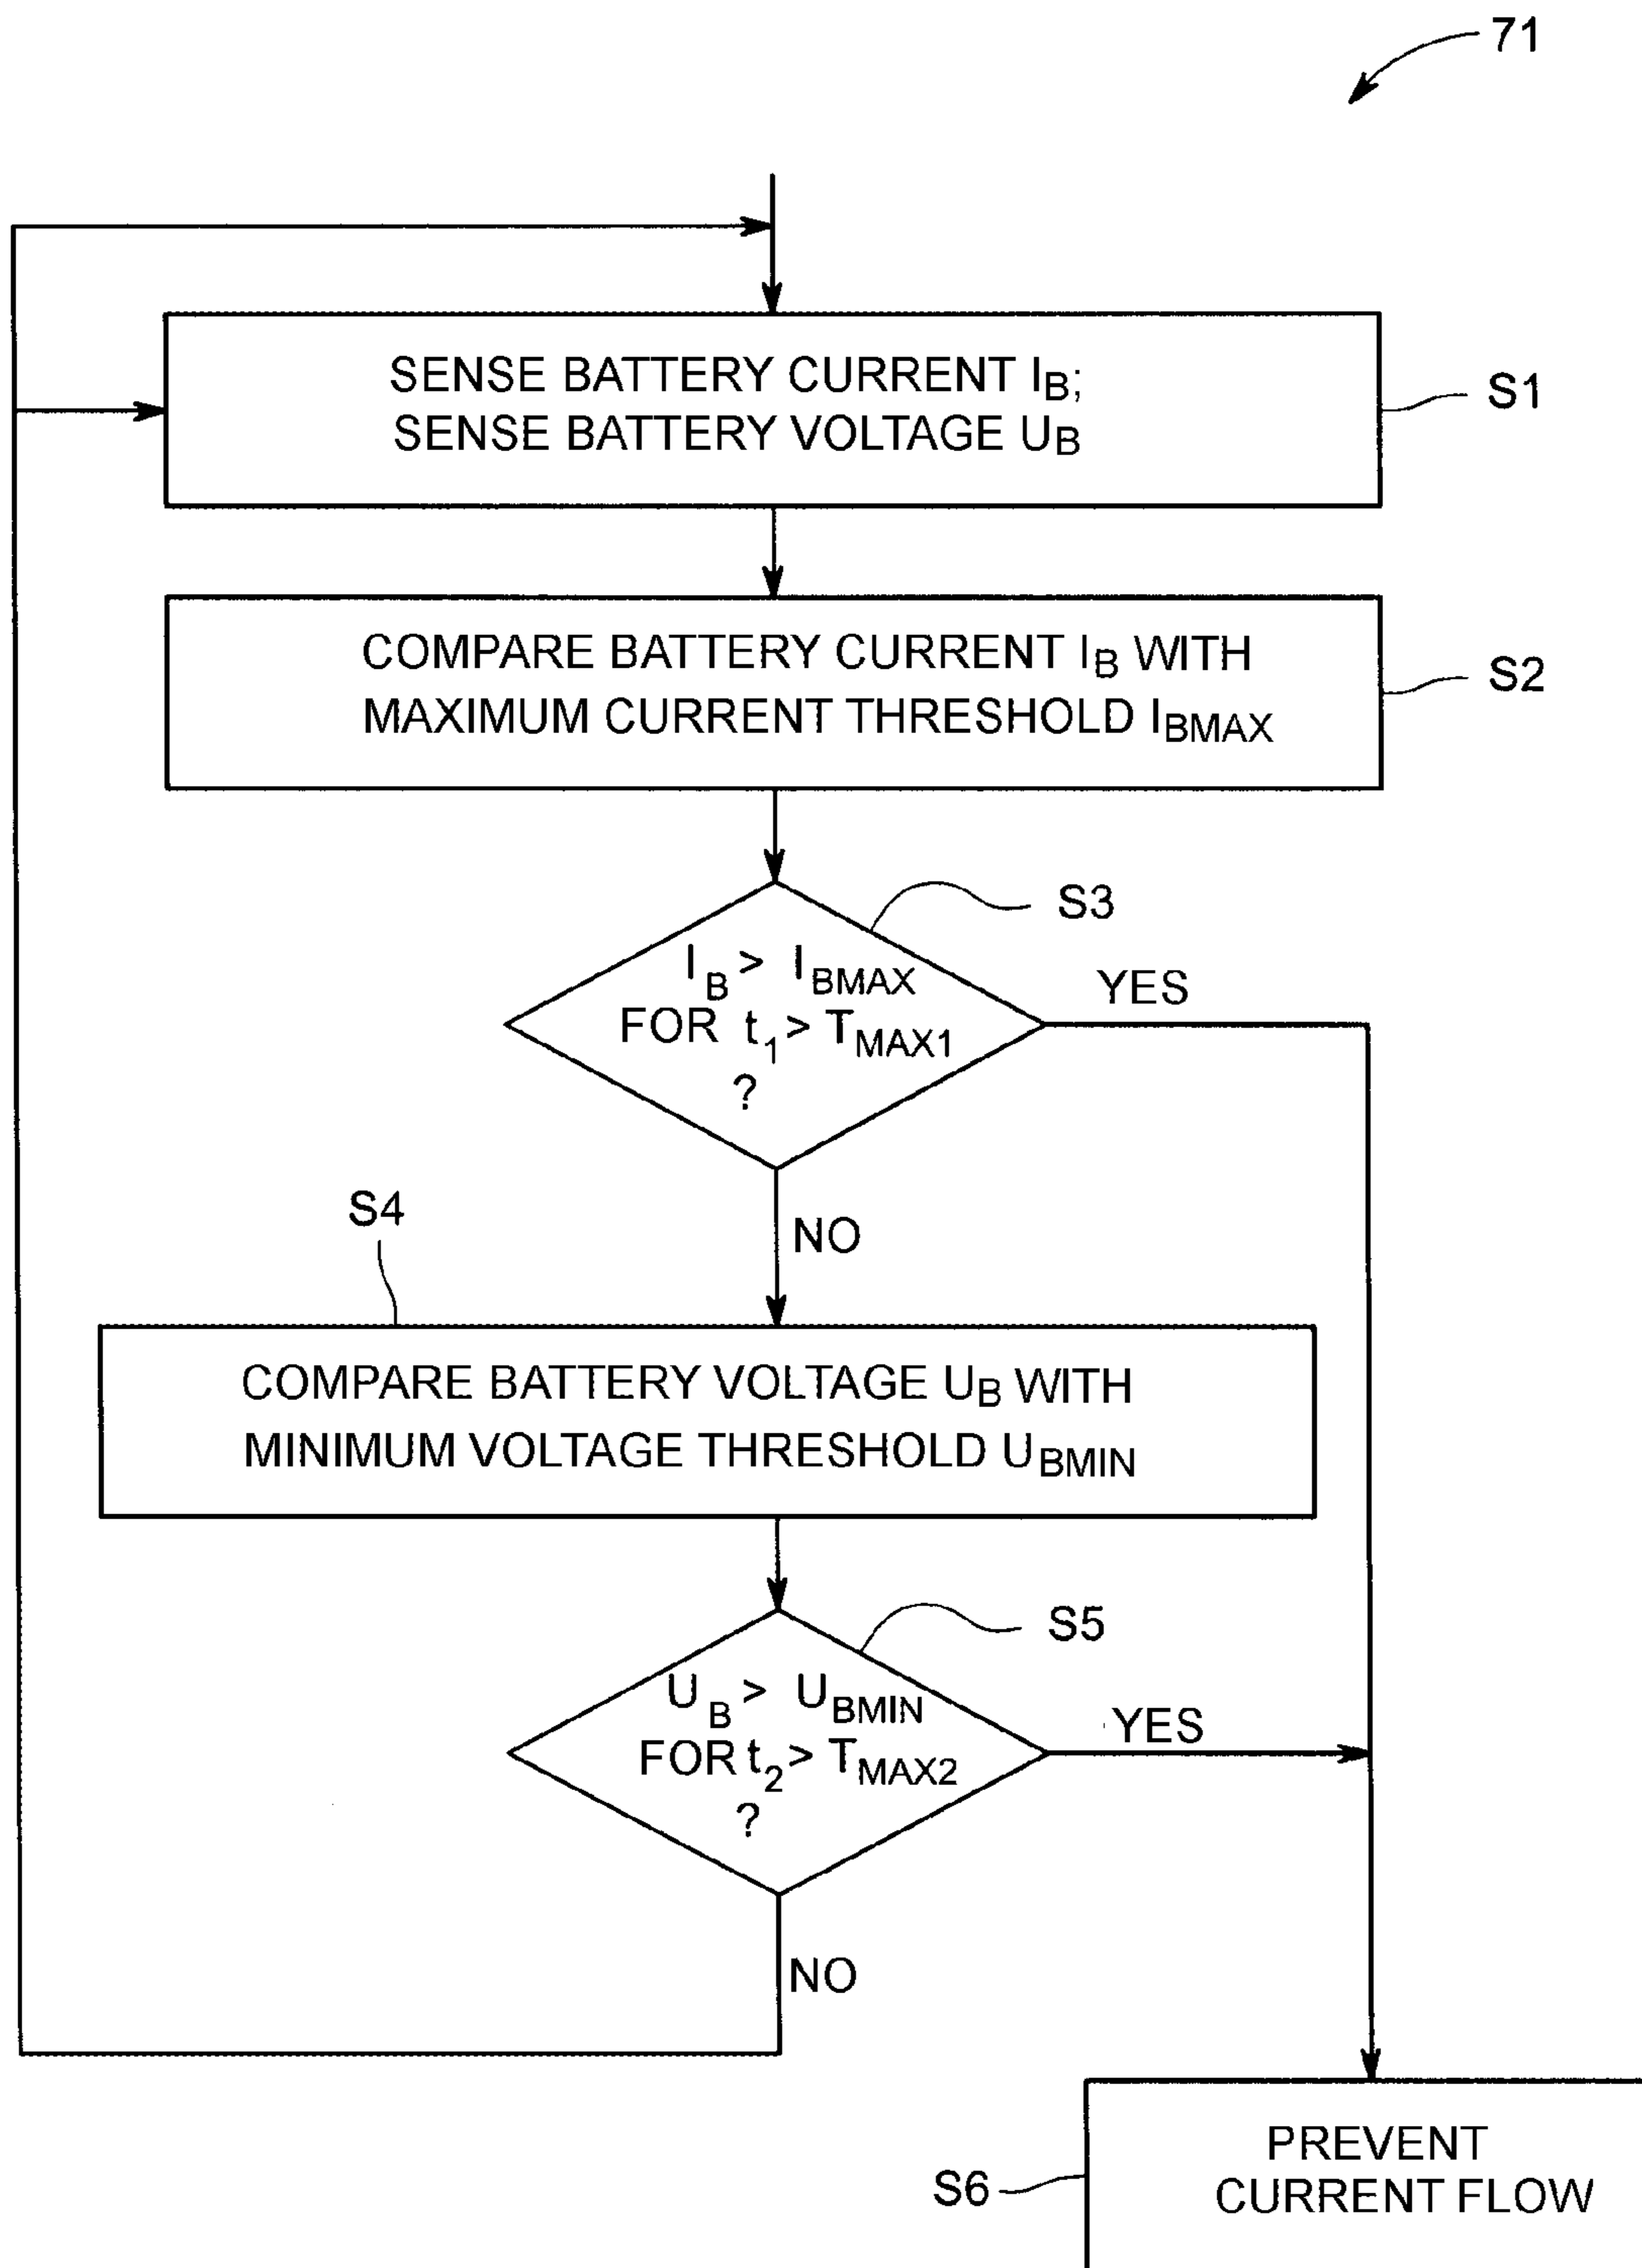 71
SENSE BATTERY CURRENT IB;
SENSE BATTERY VOLTAGE UB
S1
COMPARE BATTERY CURRENT IB WITH
MAXIMUM CURRENT THRESHOLD IBMAX
S2
S3
IB > IBMAX
FOR t1 > TMAX1
?
YES
NO
S4
COMPARE BATTERY VOLTAGE UB WITH
MINIMUM VOLTAGE THRESHOLD UBMIN
S5
UB > UBMIN
FOR t2 > TMAX2
?
YES
NO
PREVENT
CURRENT FLOW
S6